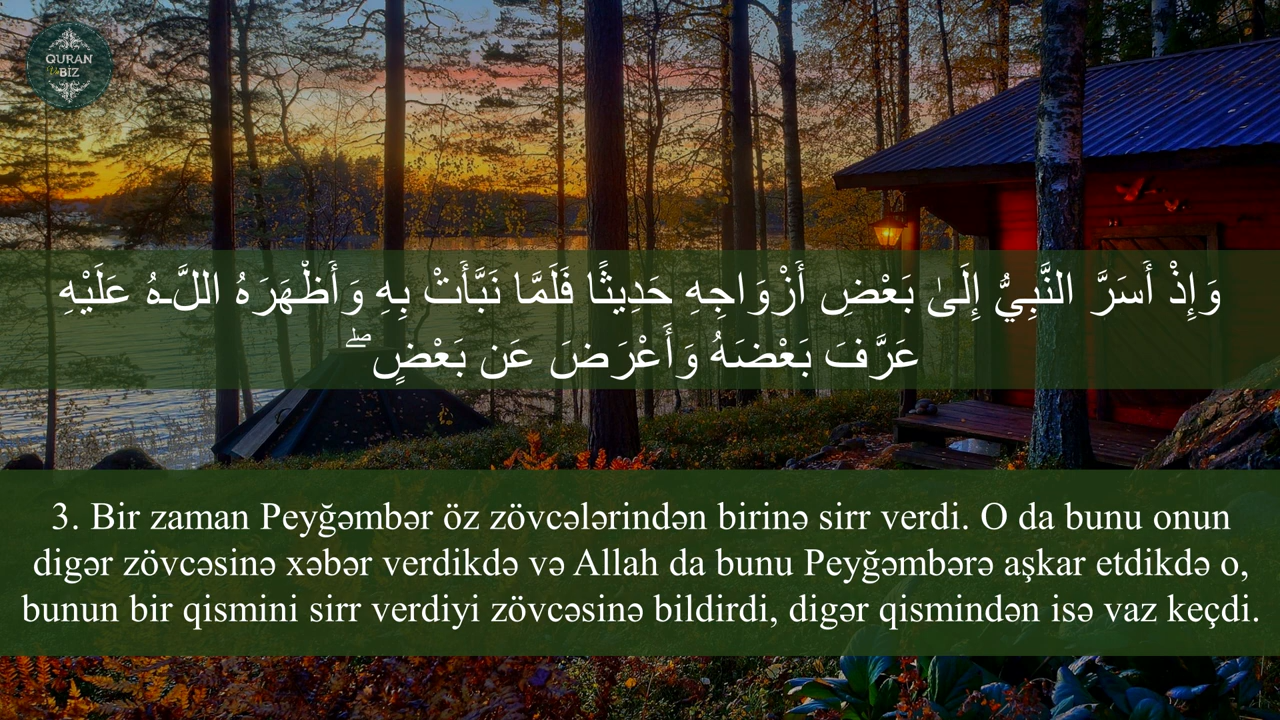 QURAN
Və
BİZ
وَإِذْ أَسَرَّ النَّبِيُّ إِلَىٰ بَعْضِ أَزْوَاجِهِ حَدِيثًا فَلَمَّا نَبَّأَتْ بِهِ وَأَظْهَرَهُ اللَّـهُ عَلَيْهِ
عَرَّفَ بَعْضَهُ وَأَعْرَضَ عَن بَعْضٍ ۖ
3. Bir zaman Peyğəmbər öz zövcələrindən birinə sirr verdi. O da bunu onun
digər zövcəsinə xəbər verdikdə və Allah da bunu Peyğəmbərə aşkar etdikdə o,
bunun bir qismini sirr verdiyi zövcəsinə bildirdi, digər qismindən isə vaz keçdi.